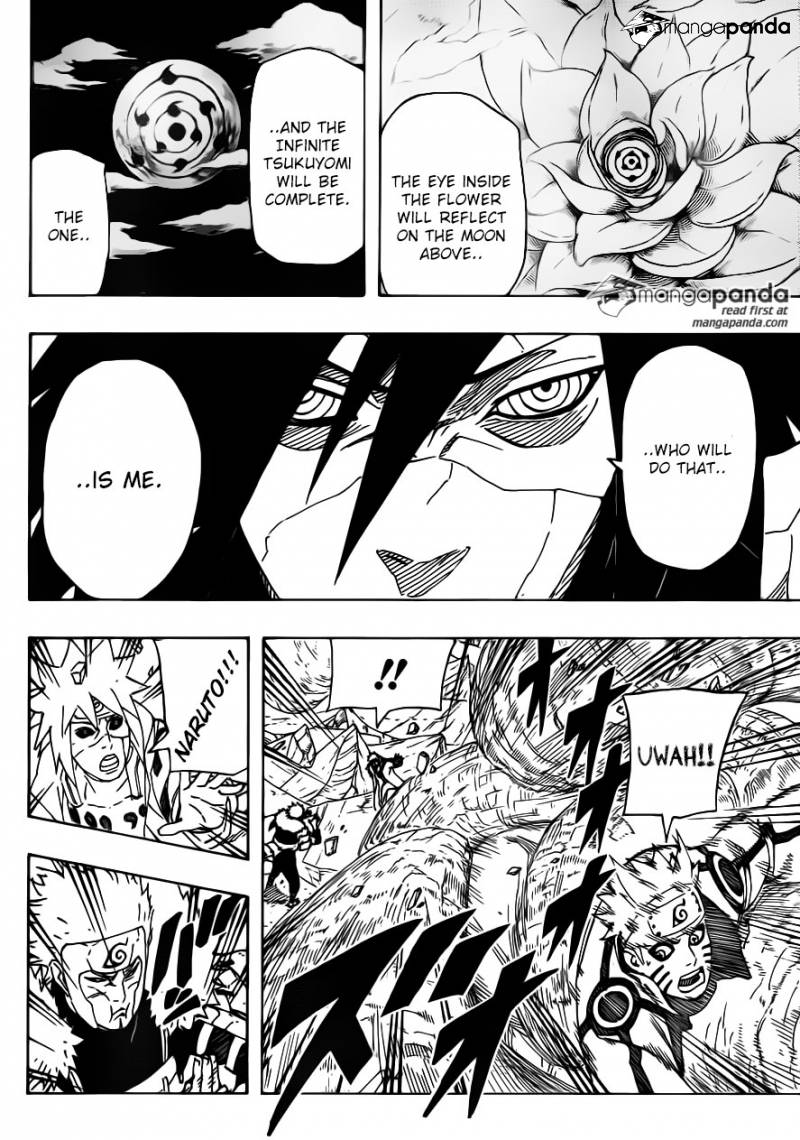 mangapanda
THE EYE INSIDE
THE FLOWER
WILL REFLECT
ON THE MOON
ABOVE..
mangapanda
read first at
mangapanda.com
..AND THE
INFINITE
TSUKUYOMI
WILL BE
COMPLETE.
THE
ONE..
..WHO WILL
DO THAT..
..IS ME.
UWAH!!
!!
NARUTO!!!